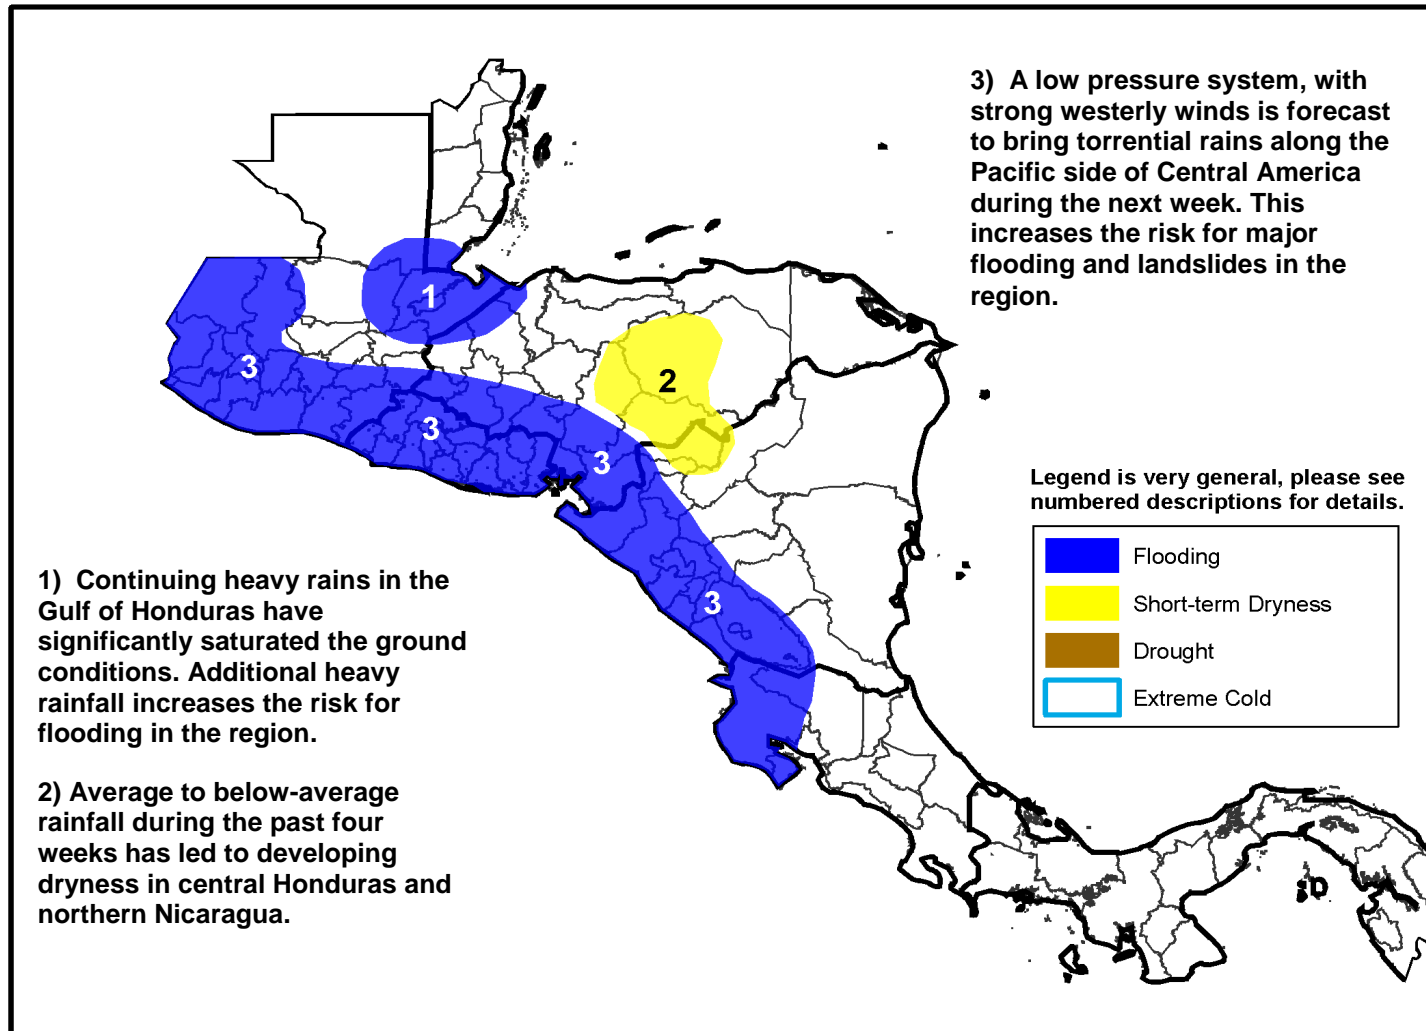 3)  A low pressure system, with
strong westerly winds is forecast
to bring torrential rains along the
Pacific side of Central America
during the next week. This
increases the risk for major
flooding and landslides in the
region.
1
2
3
3
3
3
Legend is very general, please see
numbered descriptions for details.
Flooding
Short-term Dryness
Drought
Extreme Cold
1)  Continuing heavy rains in the
Gulf of Honduras have
significantly saturated the ground
conditions. Additional heavy
rainfall increases the risk for
flooding in the region.
2) Average to below-average
rainfall during the past four
weeks has led to developing
dryness in central Honduras and
northern Nicaragua.